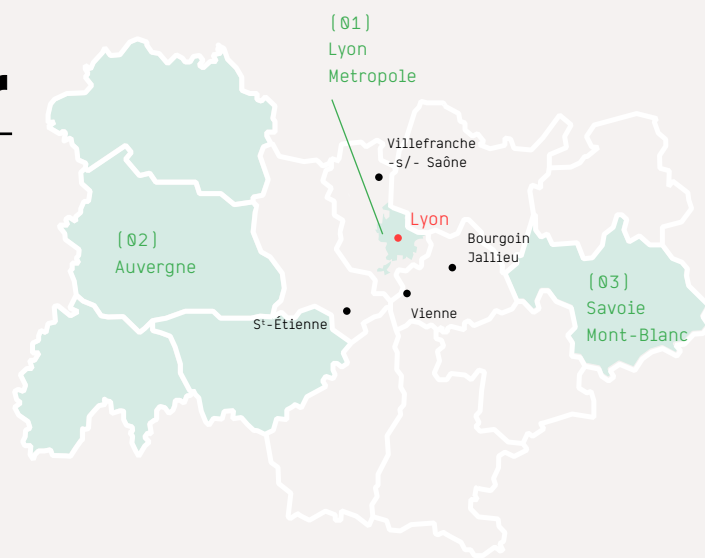 (01)
Lyon
Metropole
Villefranche
-s/- Saône
Lyon
Bourgoin
Jallieu
(02)
Auvergne
(03)
Savoie
Mont-Blanc
Vienne
Sᵗ-Étienne